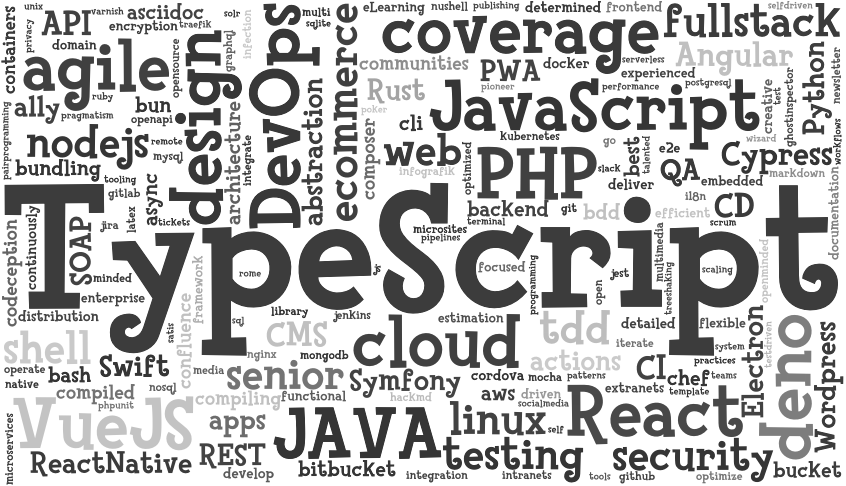 unix
varnish
asciidoc
solr
multi
sqlite
eLearning
nushell
publishing
determined
frontend
selfdriven
fullstack
containers
privacy
API
encryption
traefik
graphql
infection
coverage
domain
agile
opensource
design
DevOps
ecommerce
communities
PWA
docker
serverless
experienced
Angular
Python
newsletter
ruby
ally
bun
pragmatism
openapi
Rust
pioneer
performance
postgresql
creative
test
ghostinspector
poker
JavaScript
pairprogramming
nodejs
remote
mysql
architecture
integrate
abstraction
composer
cli
Kubernetes
go
best
talented
e2e
wizard
workflows
bundling
tooling
gitlab
async
web
infografik
optimized
PHP
slack
deliver
QA
Cypress
embedded
markdown
i18n
documentation
TypeScript
latex
tickets
jira
backend
git
terminal
bdd
efficient
CD
scrum
codeception
continuously
SOAP
minded
microsites
pipelines
js
rome
focused
programming
open
jest
multimedia
treeshaking
scaling
openminded
enterprise
framework
distribution
satis
sql
library
jenkins
estimation
tdd
detailed
flexible
testdriven
shell
confluence
CMS
cloud
iterate
system
Electron
deno
Wordpress
operate
native
bash
Swift
nginx
mongodb
actions
practices
nosql
media
senior
Symfony
cordova
mocha
patterns
CI
chef
teams
compiled
phpunit
compiling
functional
hackmd
aws
driven
socialmedia
extranets
template
VueJS
apps
JAVA
linux
self
React
microservices
ReactNative
REST
develop
bitbucket
testing
integration
intranets
tools
github
security
optimize
bucket